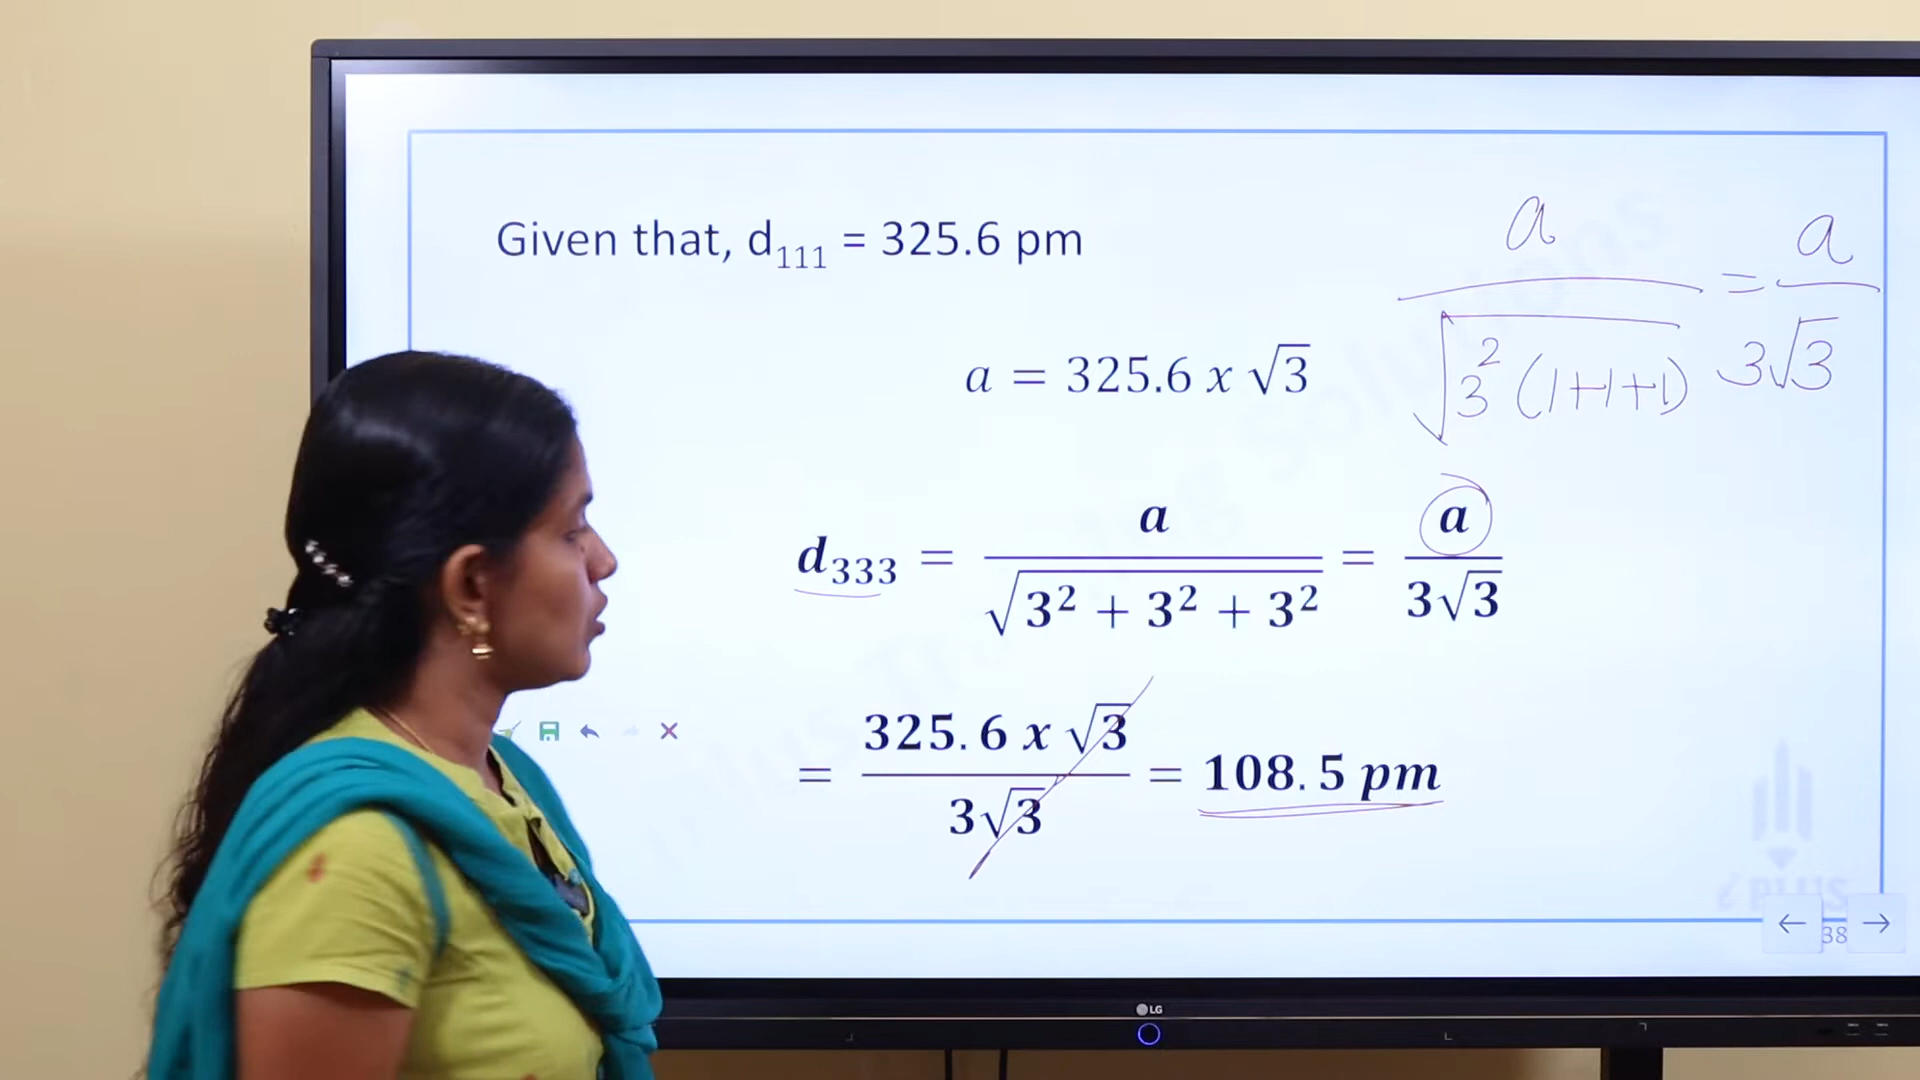 Given that, d₁₁₁ = 325.6 pm
a / √(3² (1+1+1)) = a / 3√3
a = 325.6 x √3
d₃₃₃ = a / √(3² + 3² + 3²) = a / 3√3
= 325.6 x √3 / 3√3 = 108.5 pm
PLUS
38
LG